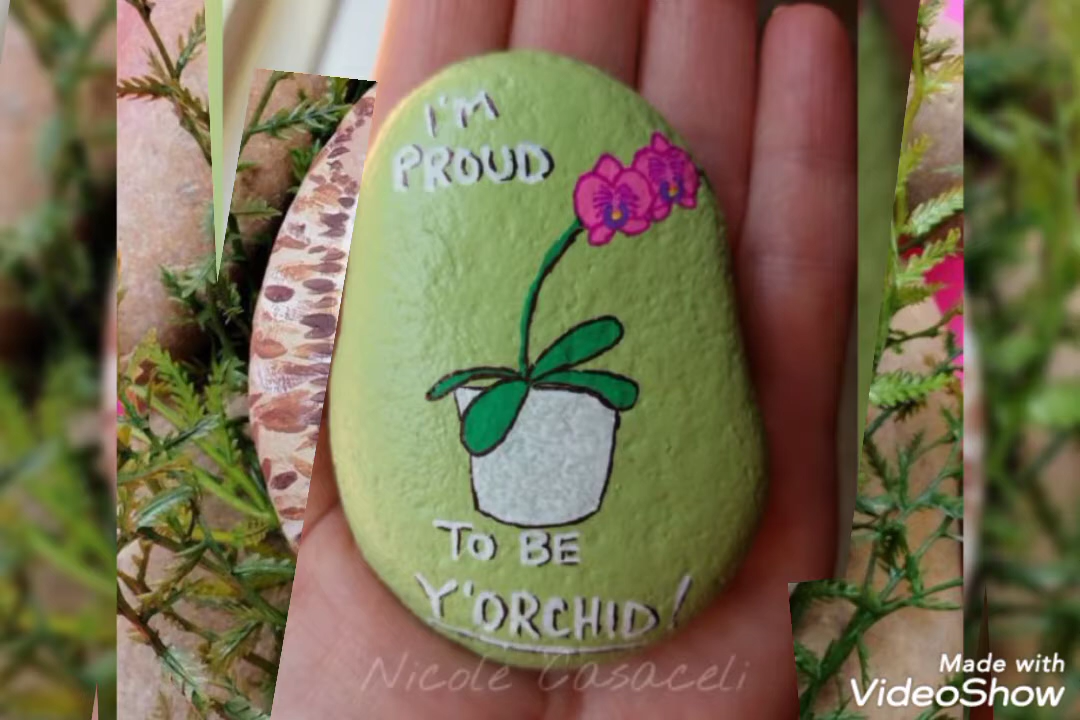 I'M
PROUD
TO BE
Y'ORCHID!
Nicole Casaceli
Made with
VideoShow